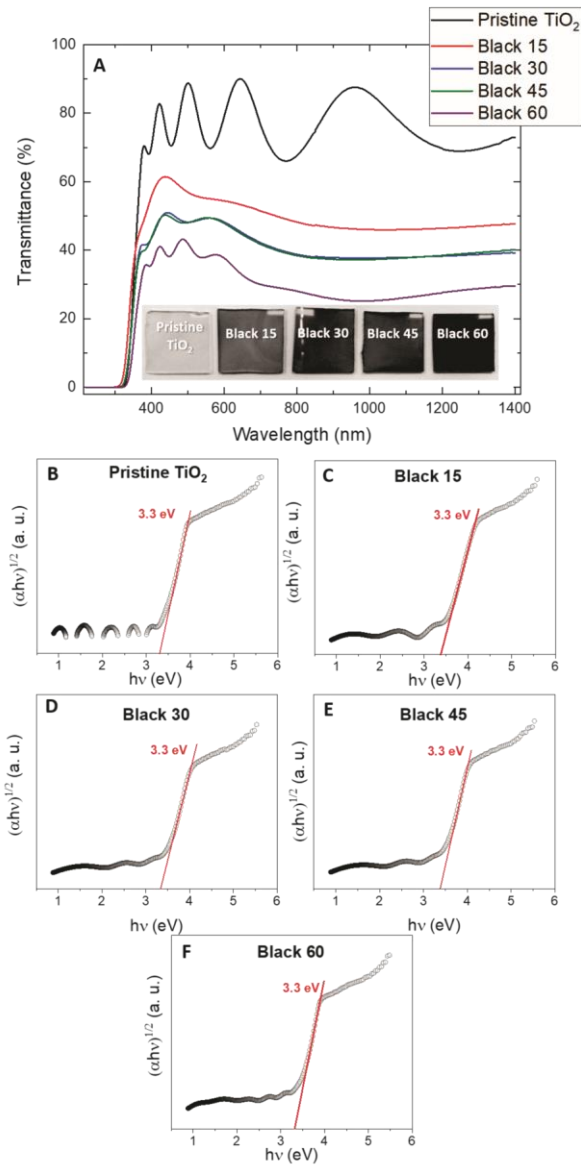 Pristine TiO₂
Black 15
Black 30
Black 45
Black 60
A
100
80
60
40
20
0
Transmittance (%)
Pristine
TiO₂
Black 15
Black 30
Black 45
Black 60
400 600 800 1000 1200 1400
Wavelength (nm)
B
Pristine TiO₂
3.3 eV
(αhν)^1/2 (a. u.)
1 2 3 4 5 6
hν (eV)
C
Black 15
3.3 eV
(αhν)^1/2 (a. u.)
1 2 3 4 5 6
hν (eV)
D
Black 30
3.3 eV
(αhν)^1/2 (a. u.)
1 2 3 4 5 6
hν (eV)
E
Black 45
3.3 eV
(αhν)^1/2 (a. u.)
1 2 3 4 5 6
hν (eV)
F
Black 60
3.3 eV
(αhν)^1/2 (a. u.)
1 2 3 4 5 6
hν (eV)